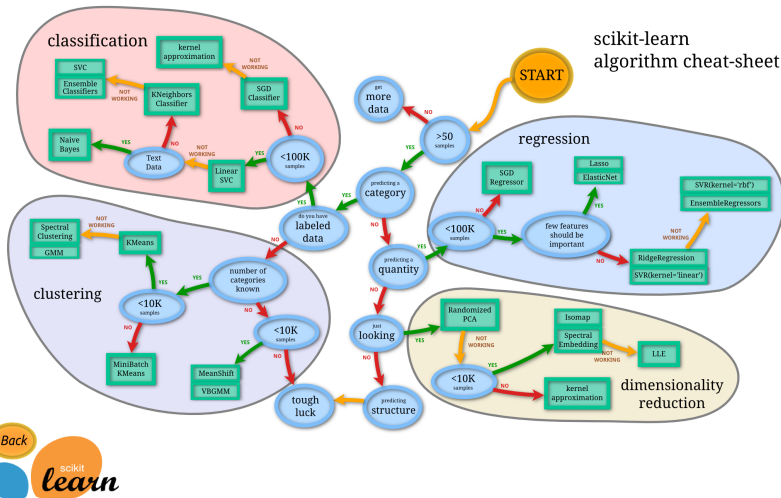 scikit-learn
algorithm cheat-sheet
classification
kernel
approximation
NOT
WORKING
SVC
Ensemble
Classifiers
NOT
WORKING
KNeighbors
Classifier
SGD
Classifier
NO
NO
Naive
Bayes
YES
Text
Data
NOT
WORKING
Linear
SVC
YES
<100K
samples
YES
START
get
more
data
NO
>50
samples
YES
predicting a
category
YES
do you have
labeled
data
NO
NO
predicting a
quantity
YES
NO
just
looking
YES
NO
predicting
structure
tough
luck
regression
SGD
Regressor
NO
<100K
samples
YES
few features
should be
important
YES
Lasso
ElasticNet
SVR(kernel='rbf')
EnsembleRegressors
NOT
WORKING
NO
RidgeRegression
SVR(kernel='linear')
clustering
Spectral
Clustering
GMM
NOT
WORKING
KMeans
YES
<10K
samples
YES
number of
categories
known
NO
NO
MiniBatch
KMeans
<10K
samples
YES
MeanShift
VBGMM
NO
Randomized
PCA
NOT
WORKING
<10K
samples
YES
Isomap
Spectral
Embedding
NOT
WORKING
LLE
NO
kernel
approximation
dimensionality
reduction
Back
scikit
learn